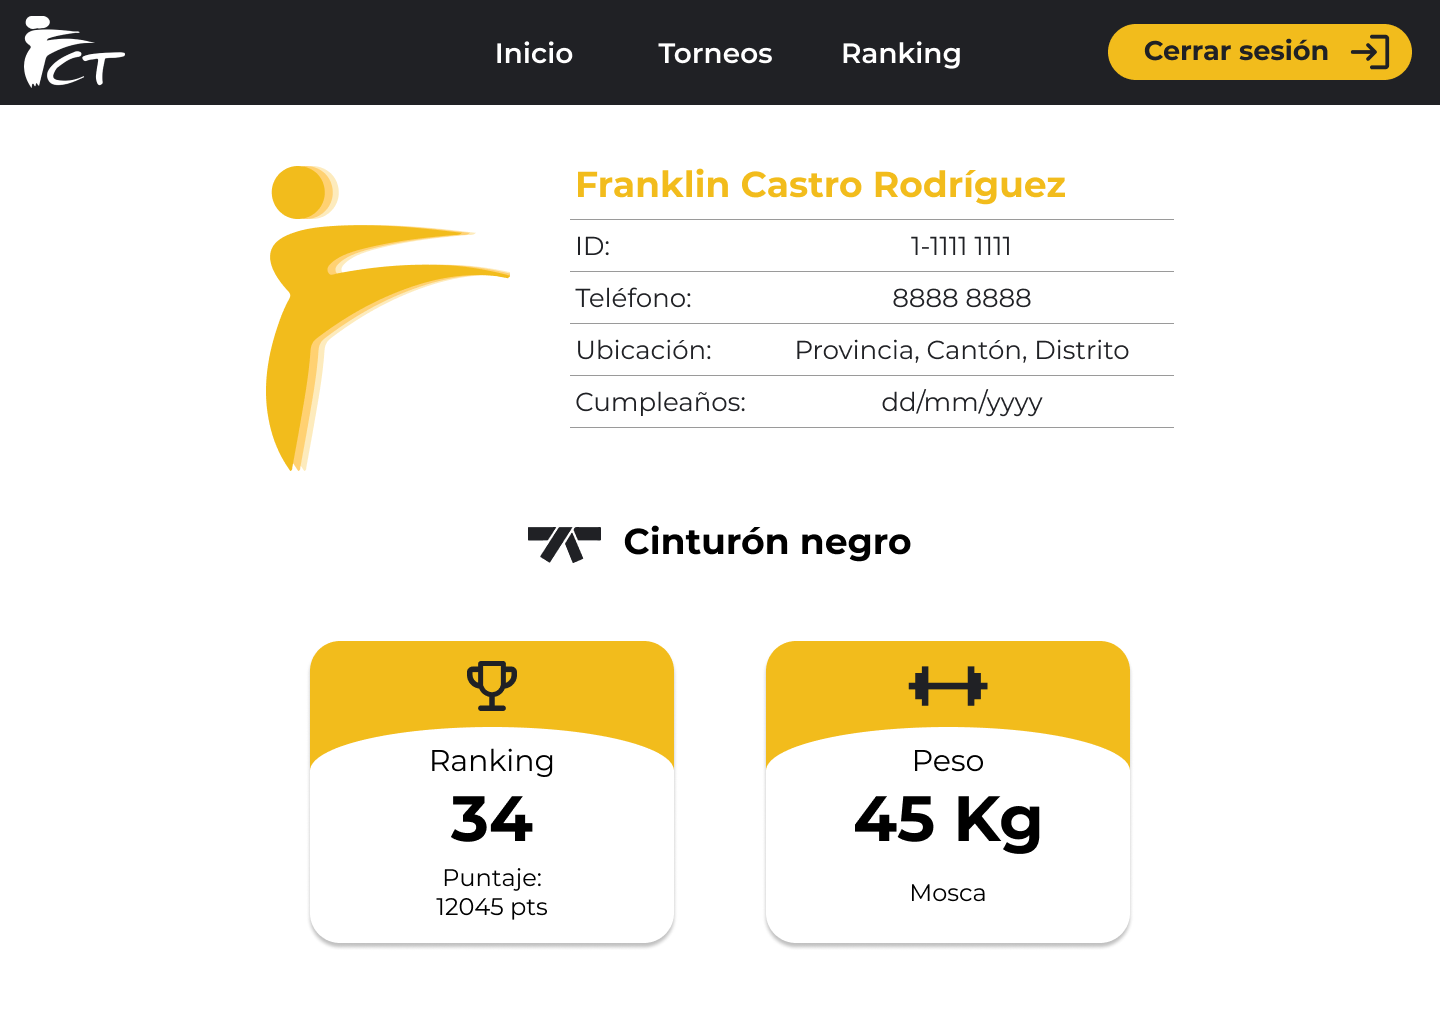 FCT
Inicio Torneos Ranking Cerrar sesión
Franklin Castro Rodríguez
ID: 1-1111 1111
Teléfono: 8888 8888
Ubicación: Provincia, Cantón, Distrito
Cumpleaños: dd/mm/yyyy
Cinturón negro
Ranking
34
Puntaje:
12045 pts
Peso
45 Kg
Mosca